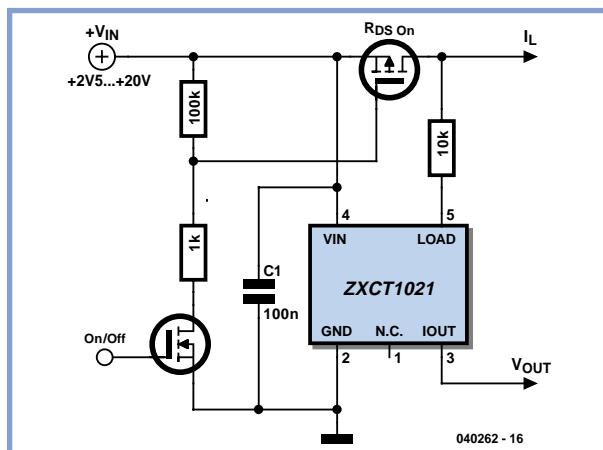 +VIN
+2V5...+20V
RDS On
IL
100k
10k
1k
4
5
VIN
LOAD
C1
100n
ZXCT1021
On/Off
GND
N.C.
IOUT
2
1
3
VOUT
040262 - 16